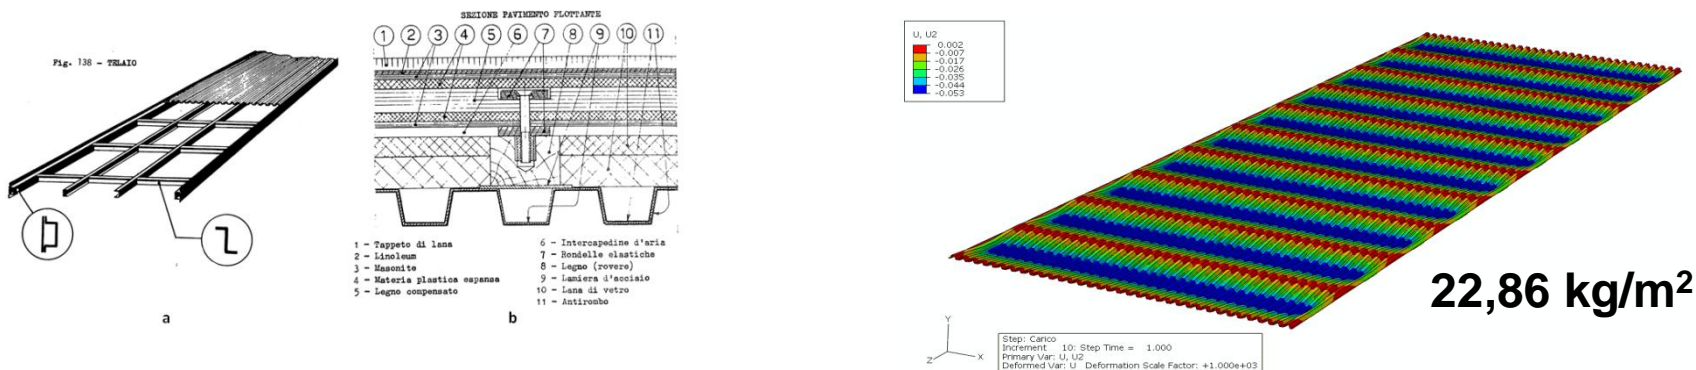 Fig. 138 - TELAIO
a
SEZIONE PAVIMENTO FLOTTANTE
1 2 3 4 5 6 7 8 9 10 11
1 - Tappeto di lana
2 - Linoleum
3 - Masonite
4 - Materia plastica espansa
5 - Legno compensato
6 - Intercapedine d'aria
7 - Rondelle elastiche
8 - Legno (rovere)
9 - Lamiera d'acciaio
10 - Lana di vetro
11 - Antirombo
b
U, U2
0.002
-0.007
-0.017
-0.026
-0.035
-0.044
-0.053
22,86 kg/m²
Y
Z X
Step: Carico
Increment 10: Step Time = 1.000
Primary Var: U, U2
Deformed Var: U Deformation Scale Factor: +1.000e+03